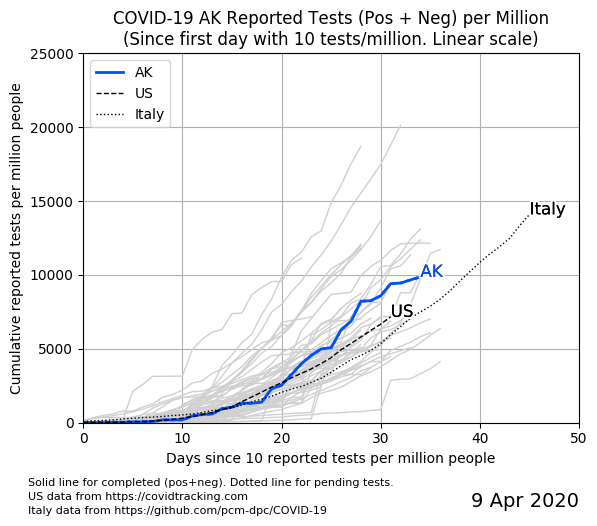 COVID-19 AK Reported Tests (Pos + Neg) per Million
(Since first day with 10 tests/million. Linear scale)
25000
AK
US
Italy
20000
15000
Italy
10000
AK
US
5000
0
0 10 20 30 40 50
Cumulative reported tests per million people
Days since 10 reported tests per million people
Solid line for completed (pos+neg). Dotted line for pending tests.
US data from https://covidtracking.com
Italy data from https://github.com/pcm-dpc/COVID-19
9 Apr 2020